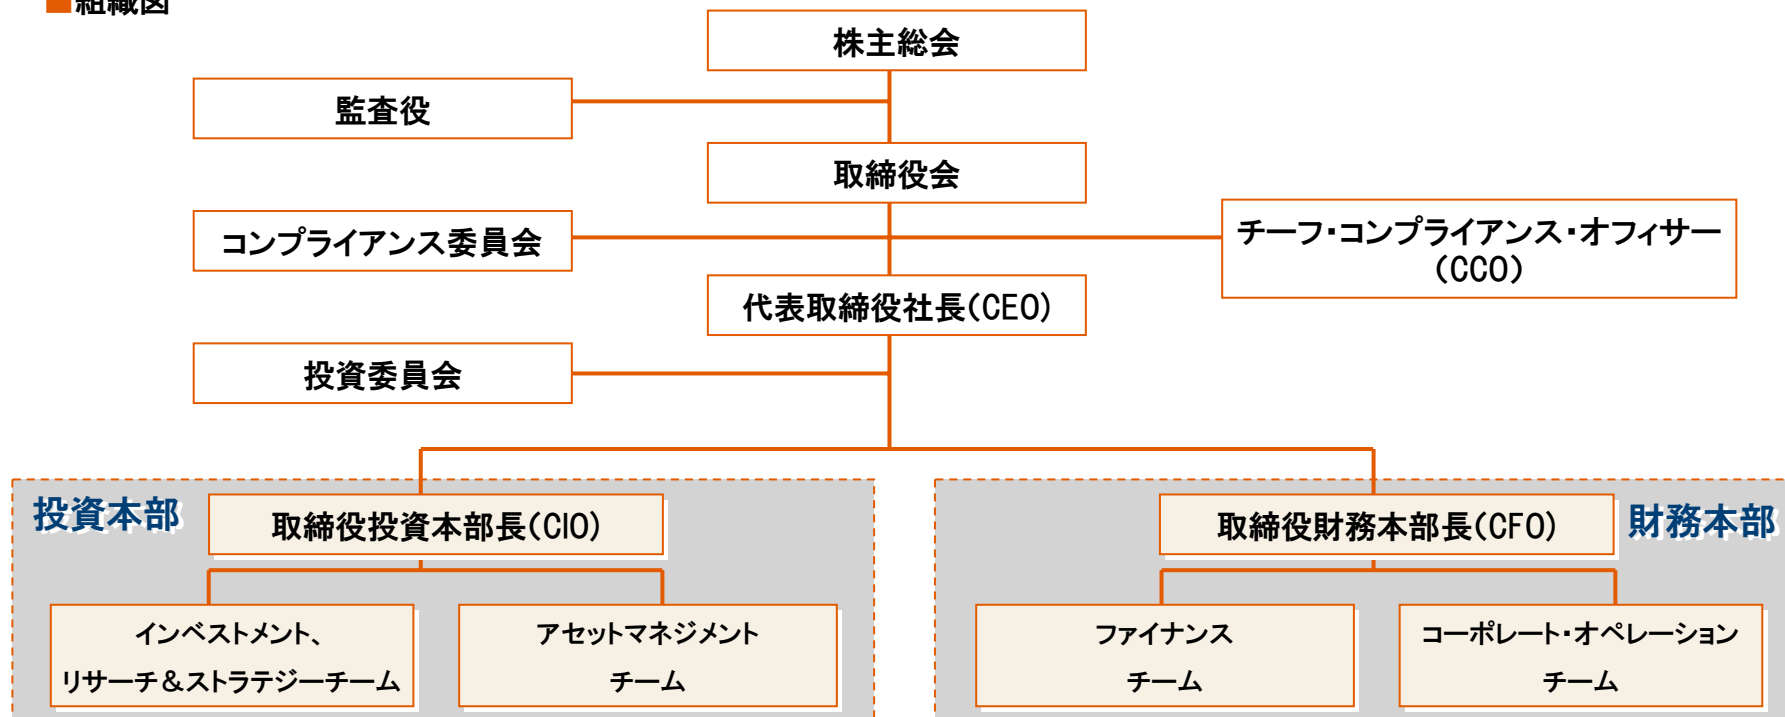 ■組織図
株主総会
監査役
取締役会
コンプライアンス委員会
チーフ・コンプライアンス・オフィサー
(CCO)
代表取締役社長(CEO)
投資委員会
投資本部
取締役投資本部長(CIO)
取締役財務本部長(CFO)
財務本部
インベストメント、
リサーチ&ストラテジーチーム
アセットマネジメント
チーム
ファイナンス
チーム
コーポレート・オペレーション
チーム